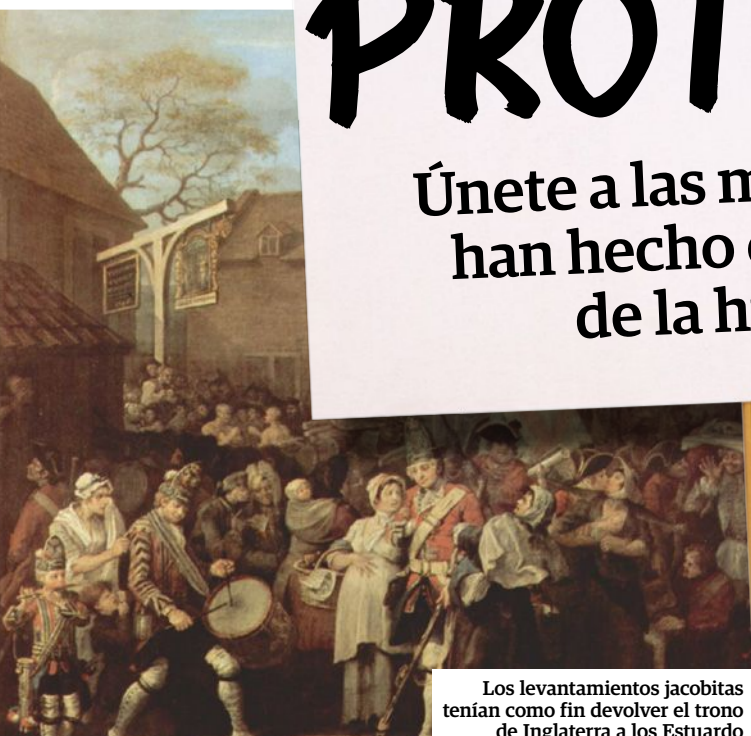 PROT
Únete a las m
han hecho
de la h
Los levantamientos jacobitas
tenían como fin devolver el trono
de Inglaterra a los Estuardo